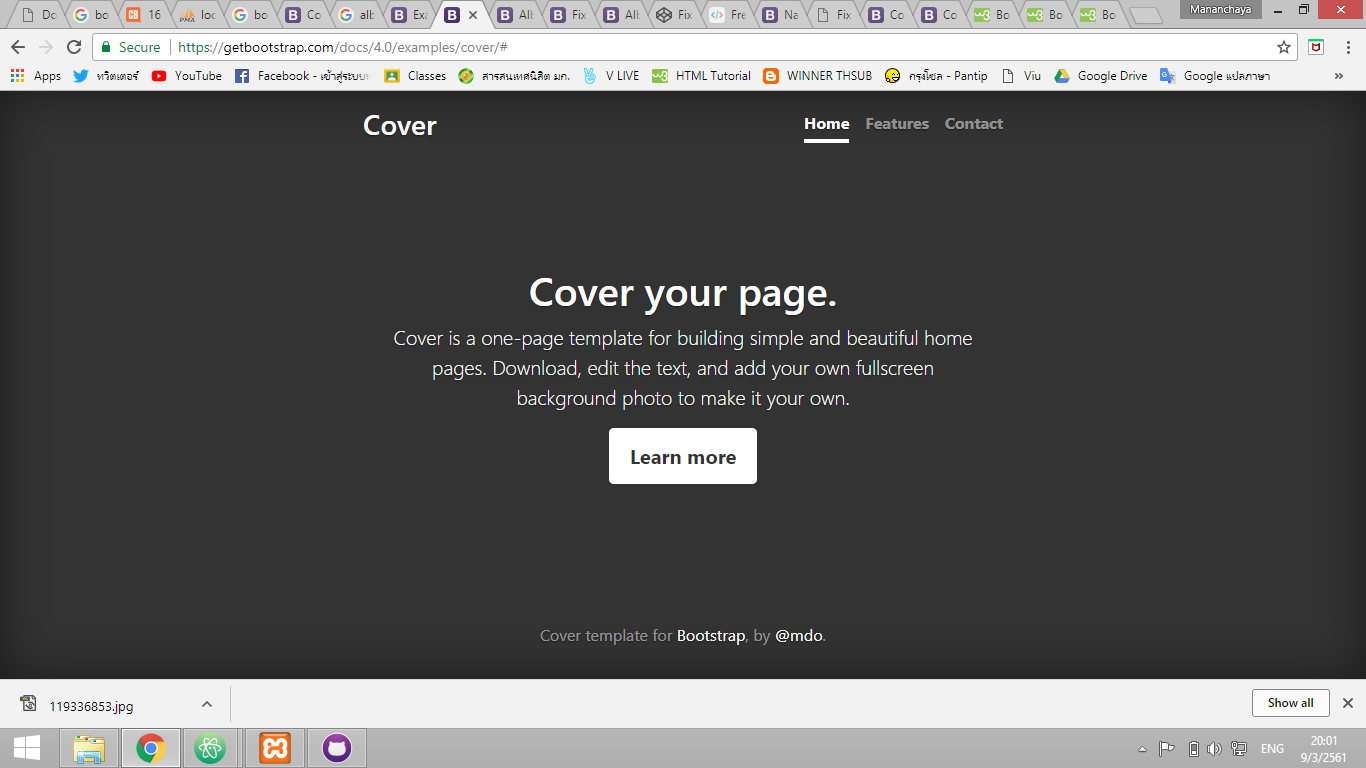 Do bo 16 loc bo Co alb Exa Alb Fix Alb Fix Fre Na Fix Co Co Bo Bo Bo Mananchaya
Secure https://getbootstrap.com/docs/4.0/examples/cover/#
Apps ทวิตเตอร์ YouTube Facebook - เข้าสู่ระบบห Classes สารสนเทศนิสิต มก. V LIVE HTML Tutorial WINNER THSUB กรุงโซล - Pantip Viu Google Drive Google แปลภาษา »
Cover Home Features Contact
Cover your page.
Cover is a one-page template for building simple and beautiful home
pages. Download, edit the text, and add your own fullscreen
background photo to make it your own.
Learn more
Cover template for Bootstrap, by @mdo.
119336853.jpg Show all
ENG 20:01
9/3/2561